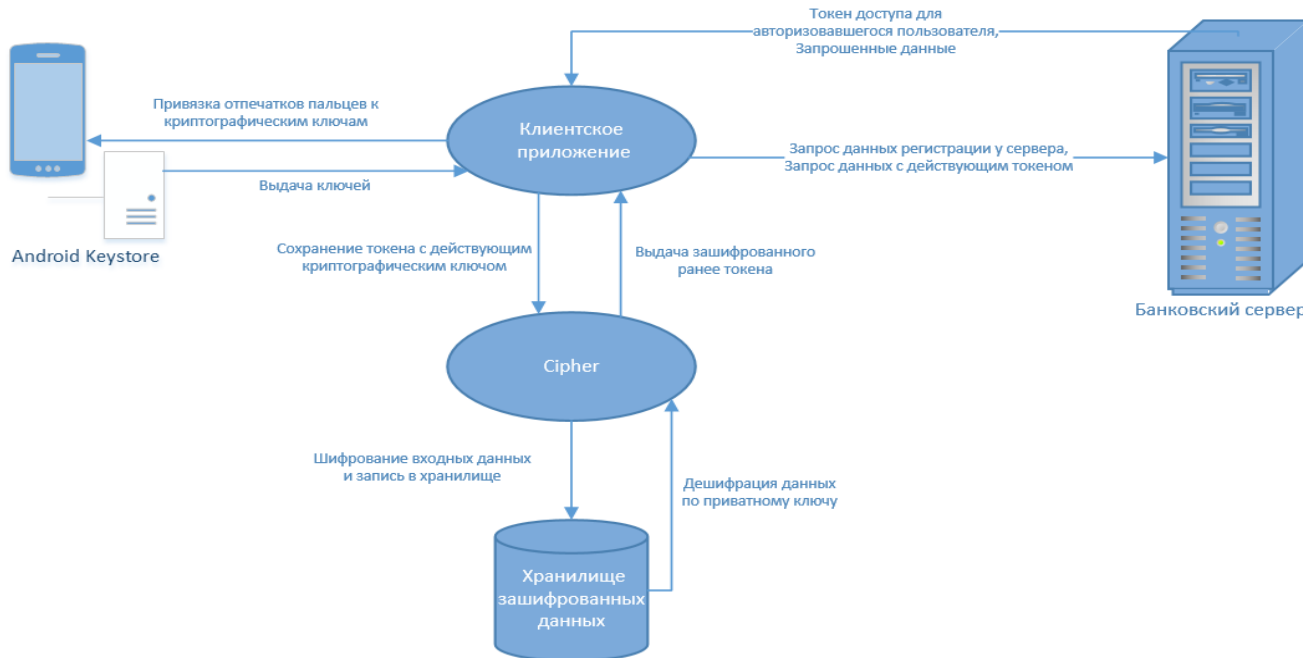 Токен доступа для
авторизовавшегося пользователя,
Запрошенные данные
Привязка отпечатков пальцев к
криптографическим ключам
Клиентское
приложение
Запрос данных регистрации у сервера,
Запрос данных с действующим токеном
Выдача ключей
Android Keystore
Сохранение токена с действующим
криптографическим ключом
Выдача зашифрованного
ранее токена
Банковский сервер
Cipher
Шифрование входных данных
и запись в хранилище
Дешифрация данных
по приватному ключу
Хранилище
зашифрованных
данных